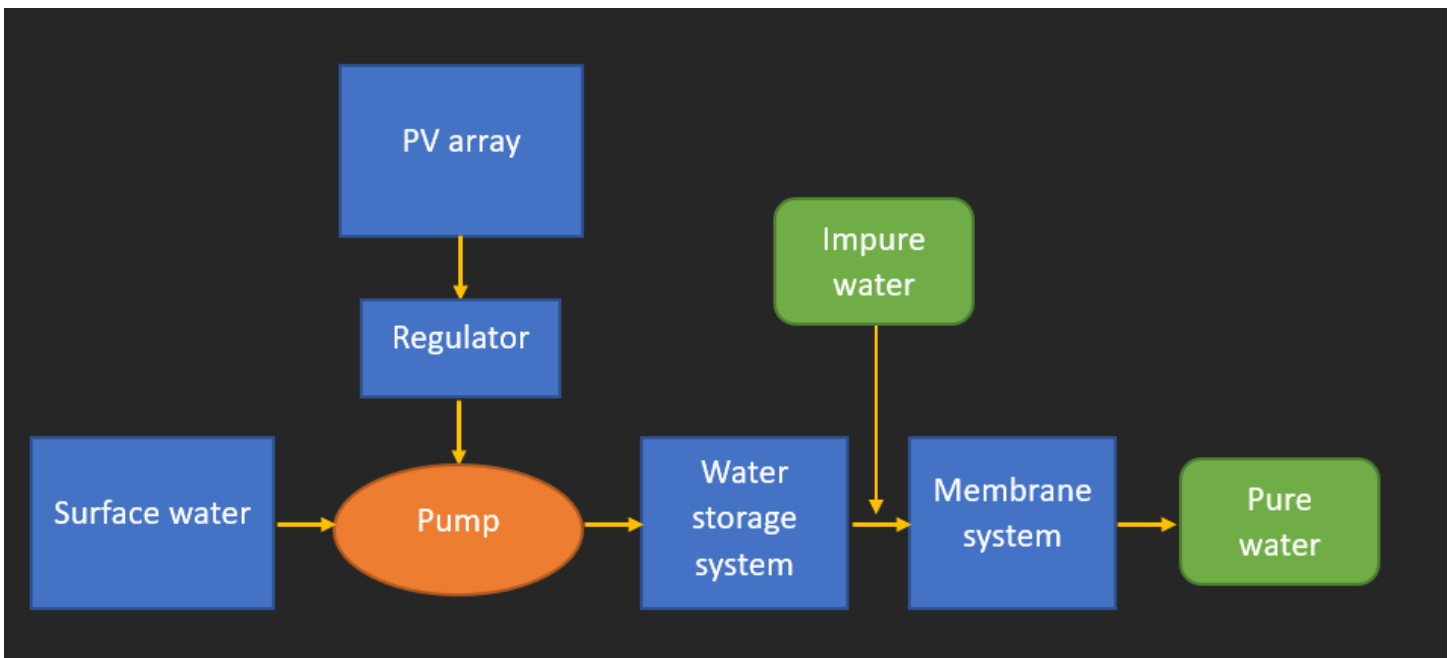 PV array
Impure
water
Regulator
Surface water
Pump
Water
storage
system
Membrane
system
Pure
water